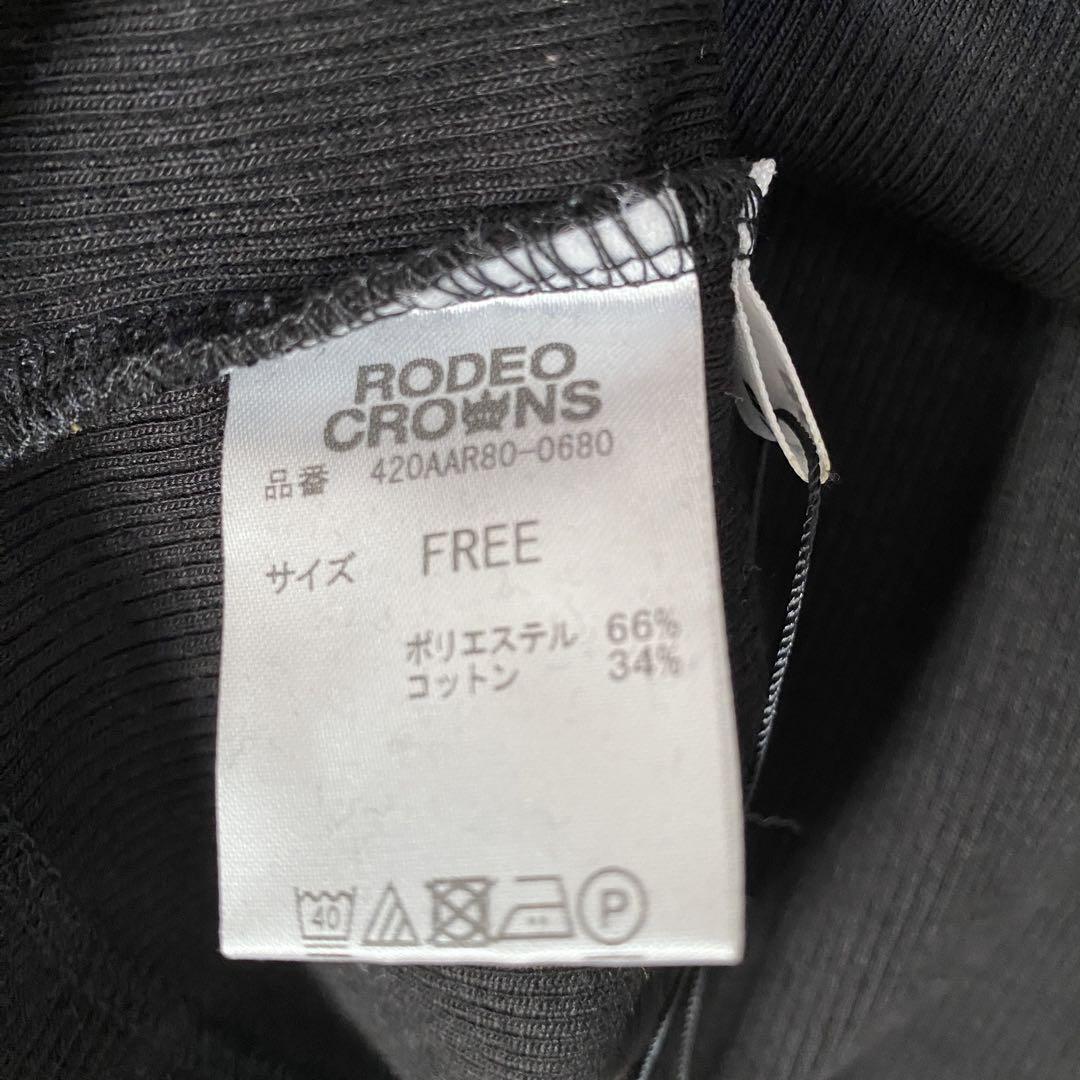 RODEO
CROWNS
品番 420AAR80-0680
サイズ FREE
ポリエステル 66%
コットン 34%
40 P